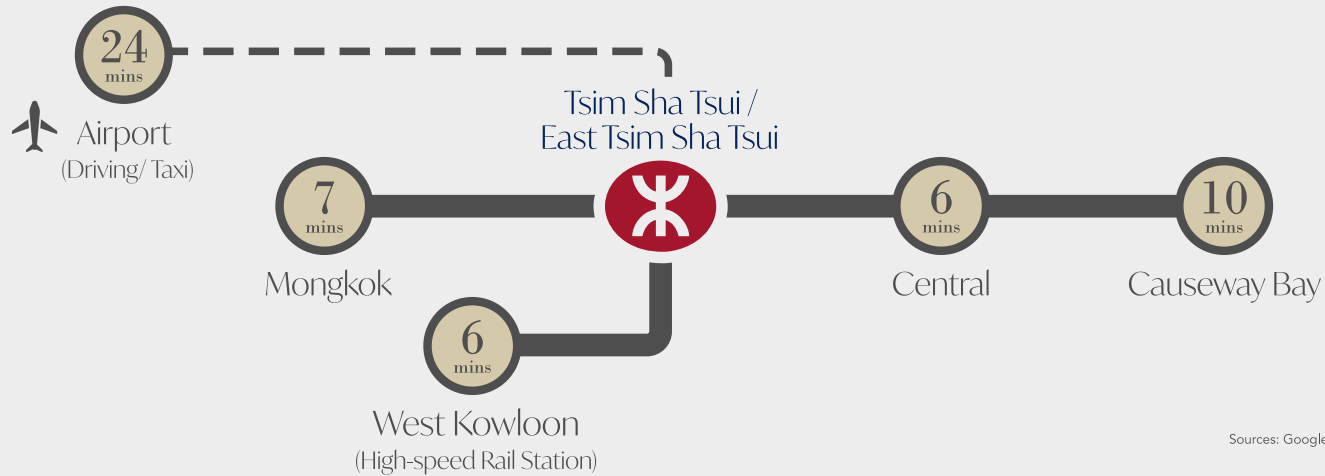 24
mins
Airport
(Driving/ Taxi)
Tsim Sha Tsui /
East Tsim Sha Tsui
7
mins
Mongkok
6
mins
Central
10
mins
Causeway Bay
6
mins
West Kowloon
(High-speed Rail Station)
Sources: Google